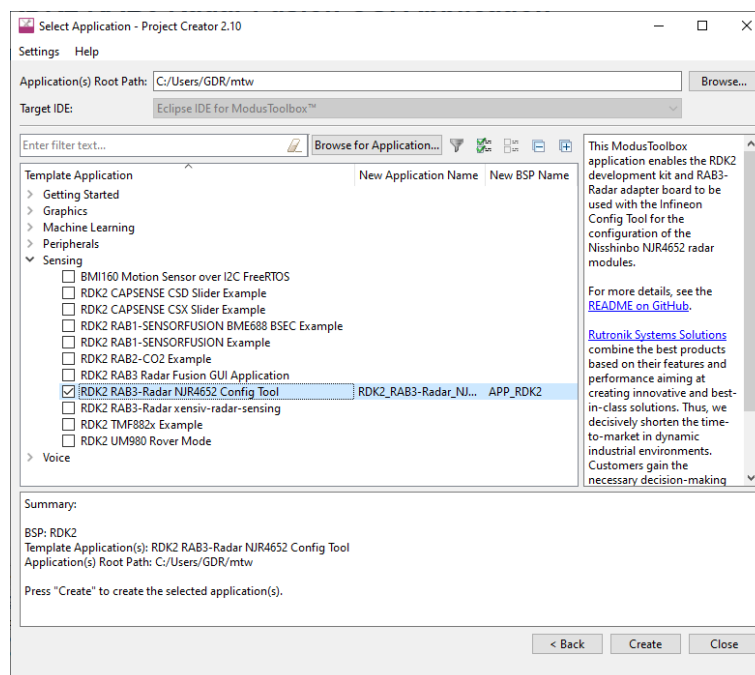 Select Application - Project Creator 2.10
Settings Help
Application(s) Root Path: C:/Users/GDR/mtw Browse...
Target IDE: Eclipse IDE for ModusToolbox™
Enter filter text... Browse for Application...
Template Application New Application Name New BSP Name
Getting Started
Graphics
Machine Learning
Peripherals
Sensing
BMI160 Motion Sensor over I2C FreeRTOS
RDK2 CAPSENSE CSD Slider Example
RDK2 CAPSENSE CSX Slider Example
RDK2 RAB1-SENSORFUSION BME688 BSEC Example
RDK2 RAB1-SENSORFUSION Example
RDK2 RAB2-CO2 Example
RDK2 RAB3 Radar Fusion GUI Application
RDK2 RAB3-Radar NJR4652 Config Tool RDK2_RAB3-Radar_NJ... APP_RDK2
RDK2 RAB3-Radar xensiv-radar-sensing
RDK2 TMF882x Example
RDK2 UM980 Rover Mode
Voice
This ModusToolbox
application enables the RDK2
development kit and RAB3-
Radar adapter board to be
used with the Infineon
Config Tool for the
configuration of the
Nisshinbo NJR4652 radar
modules.
For more details, see the
README on GitHub.
Rutronik Systems Solutions
combine the best products
based on their features and
performance aiming at
creating innovative and best-
in-class solutions. Thus, we
decisively shorten the time-
to-market in dynamic
industrial environments.
Customers gain the
necessary decision-making
Summary:
BSP: RDK2
Template Application(s): RDK2 RAB3-Radar NJR4652 Config Tool
Application(s) Root Path: C:/Users/GDR/mtw
Press "Create" to create the selected application(s).
< Back Create Close